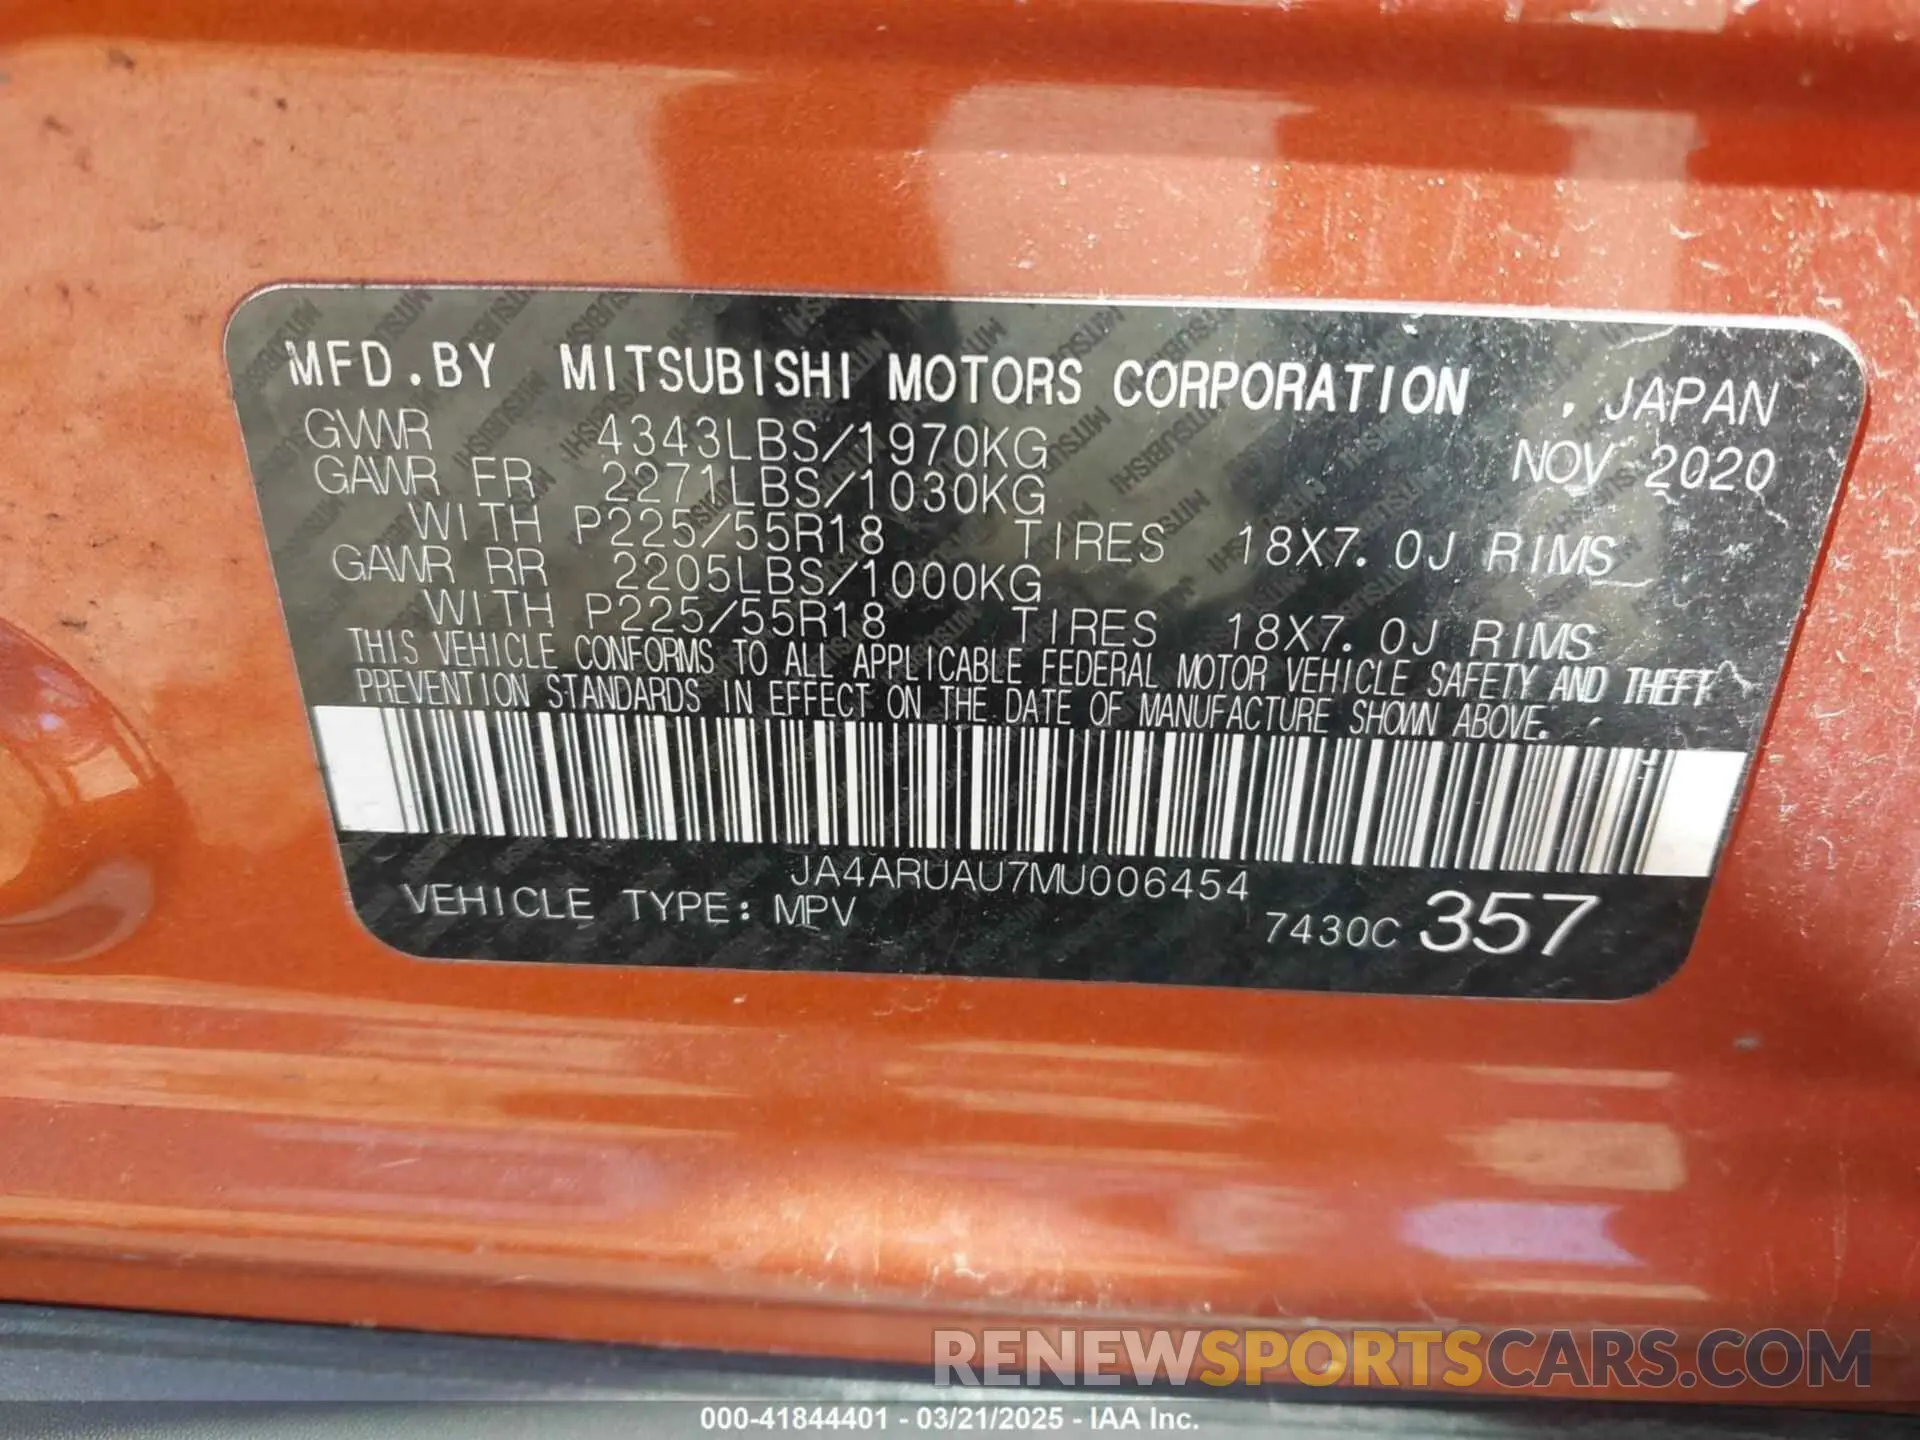 MFD.BY MITSUBISHI MOTORS CORPORATION , JAPAN
GVWR 4343LBS/1970KG NOV 2020
GAWR FR 2271LBS/1030KG
WITH P225/55R18 TIRES 18X7.0J RIMS
GAWR RR 2205LBS/1000KG
WITH P225/55R18 TIRES 18X7.0J RIMS
THIS VEHICLE CONFORMS TO ALL APPLICABLE FEDERAL MOTOR VEHICLE SAFETY AND THEFT
PREVENTION STANDARDS IN EFFECT ON THE DATE OF MANUFACTURE SHOWN ABOVE.
JA4ARUAU7MU006454
VEHICLE TYPE: MPV 7430C 357
RENEWSPORTSCARS.COM
000-41844401 - 03/21/2025 - IAA Inc.